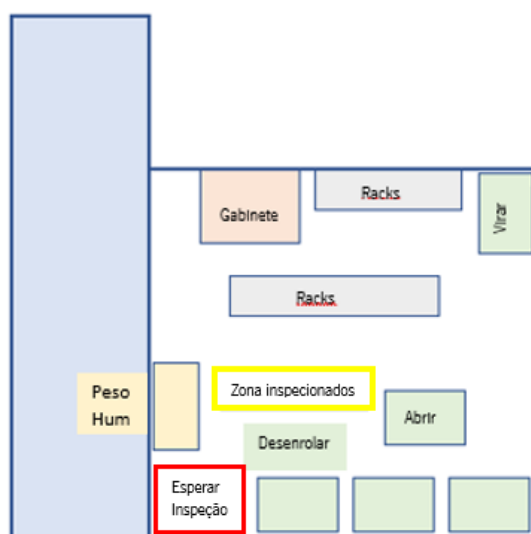 Racks
Gabinete
Virar
Racks
Zona inspecionados
Peso
Hum
Abrir
Desenrolar
Esperar
Inspeção